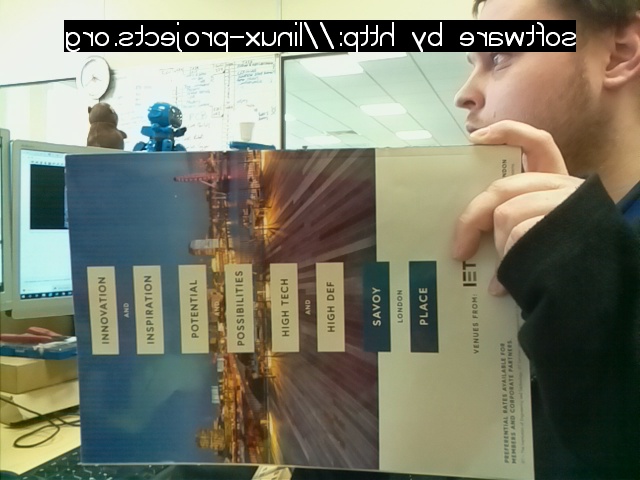 software by http://linux-projects.org
INNOVATION
AND
INSPIRATION
POTENTIAL
POSSIBILITIES
HIGH TECH
AND
HIGH DEF
SAVOY
LONDON
PLACE
VENUES FROM: IET
PREFERENTIAL RATES AVAILABLE FOR
MEMBERS AND CORPORATE PARTNERS.